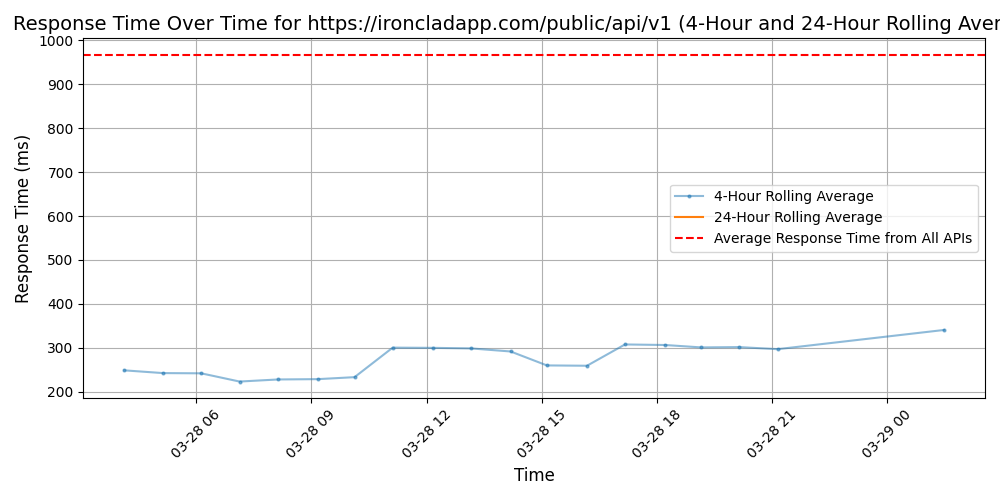 Response Time Over Time for https://ironcladapp.com/public/api/v1 (4-Hour and 24-Hour Rolling Aver
1000
900
800
700
600
500
400
300
200
Response Time (ms)
4-Hour Rolling Average
24-Hour Rolling Average
Average Response Time from All APIs
03-28 06
03-28 09
03-28 12
03-28 15
03-28 18
03-28 21
03-29 00
Time